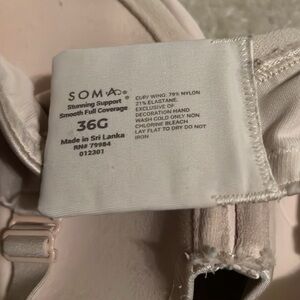 SOMA®
Stunning Support
Smooth Full Coverage
36G
Made in Sri Lanka
RN# 79984
012301
CUP/ WING: 79% NYLON
21% ELASTANE.
EXCLUSIVE OF
DECORATION HAND
WASH COLD ONLY NON
CHLORINE BLEACH
LAY FLAT TO DRY DO NOT
IRON